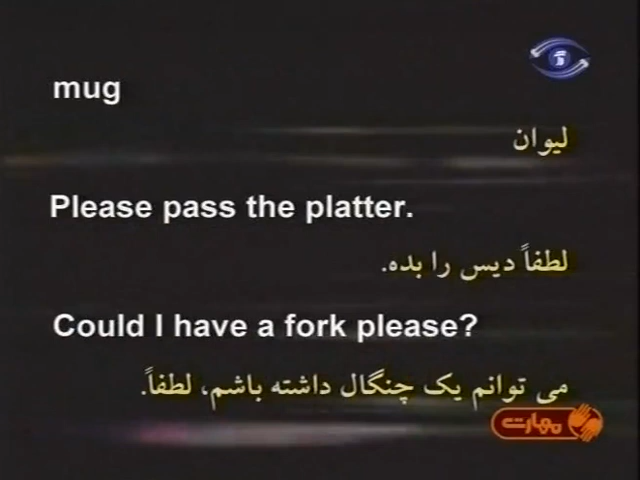 mug
لیوان
Please pass the platter.
لطفاً دیس را بده.
Could I have a fork please?
می توانم یک چنگال داشته باشم، لطفاً.
مهارت